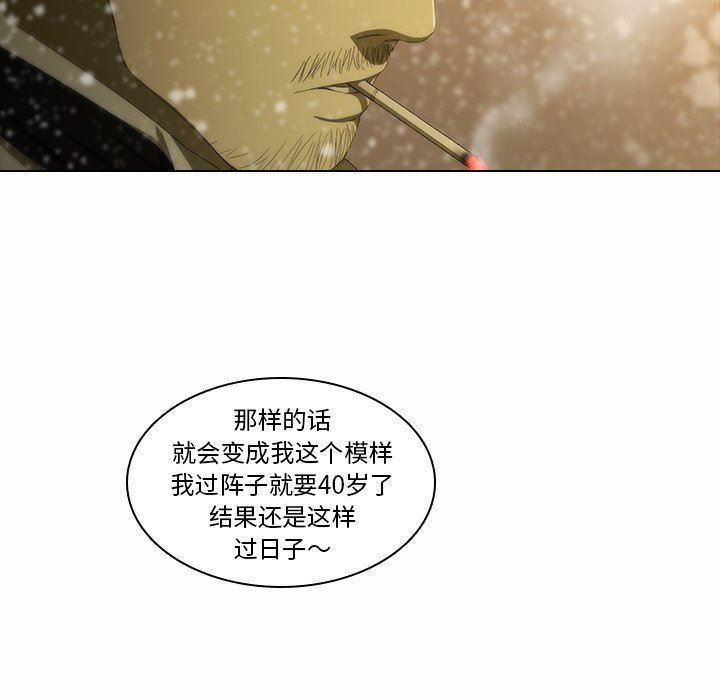 那样的话
就会变成我这个模样
我过阵子就要40岁了
结果还是这样
过日子～